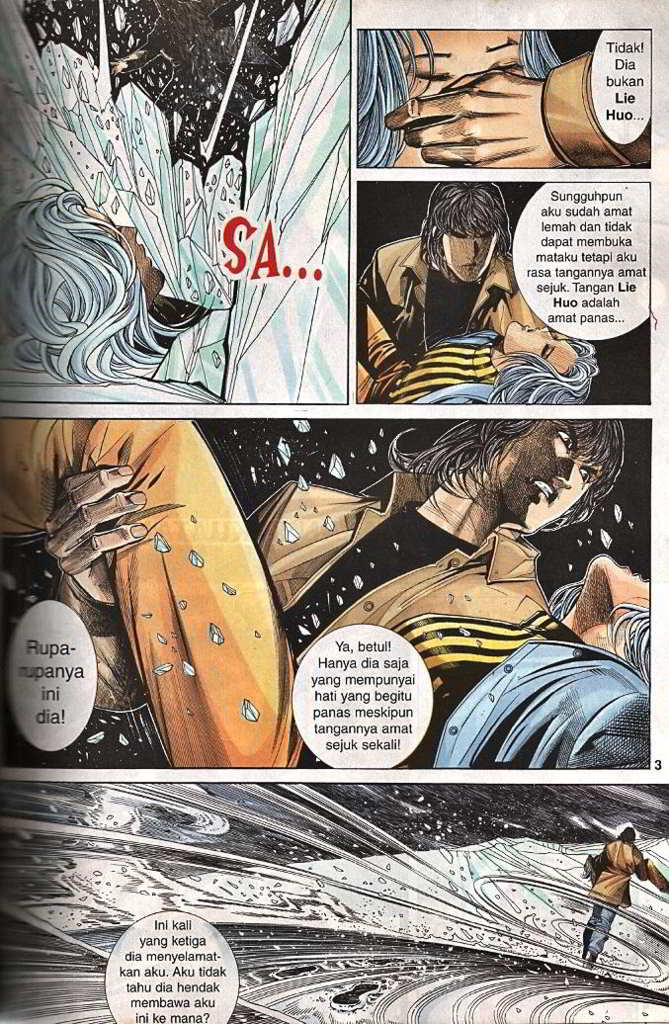 SA...
Tidak!
Dia
bukan
Lie
Huo...
Sungguhpun
aku sudah amat
lemah dan tidak
dapat membuka
mataku tetapi aku
rasa tangannya amat
sejuk. Tangan Lie
Huo adalah
amat panas...
Rupa-
rupanya
ini
dia!
Ya, betul!
Hanya dia saja
yang mempunyai
hati yang begitu
panas meskipun
tangannya amat
sejuk sekali!
3
Ini kali
yang ketiga
dia menyelamat-
kan aku. Aku tidak
tahu dia hendak
membawa aku
ini ke mana?